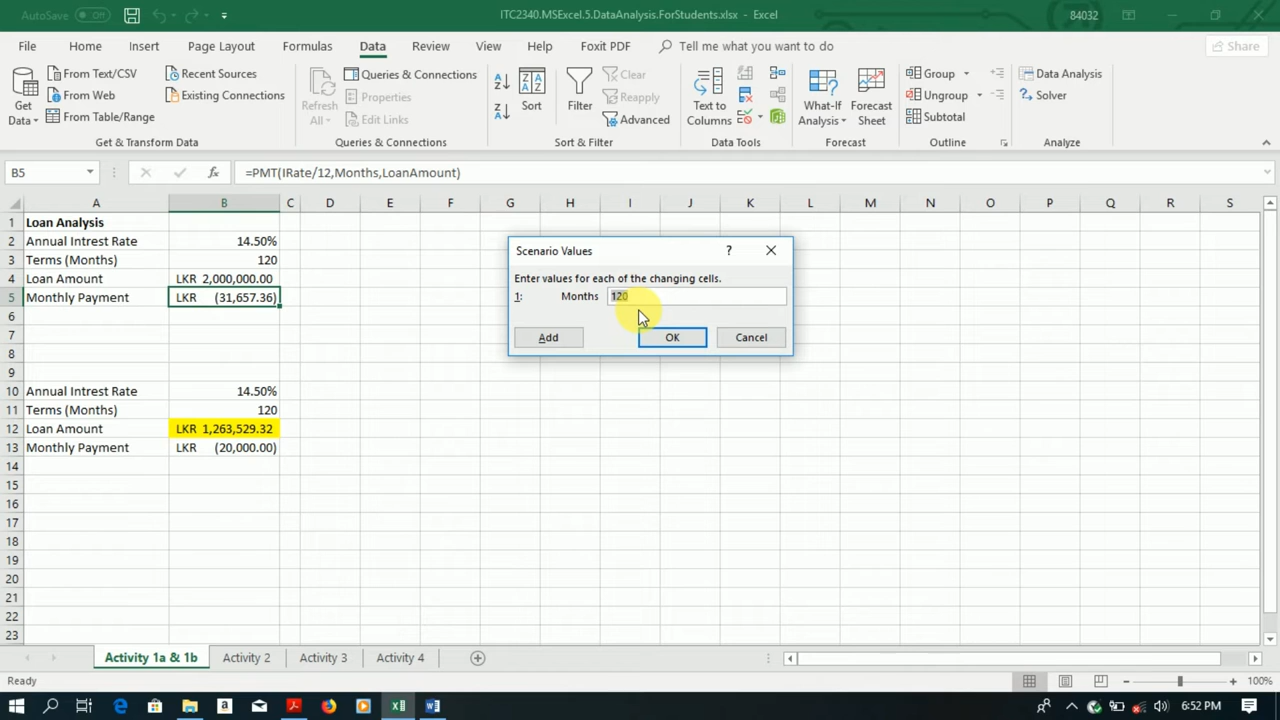 AutoSave Off ITC2340.MSExcel.5.DataAnalysis.ForStudents.xlsx - Excel 84032
File Home Insert Page Layout Formulas Data Review View Help Foxit PDF Tell me what you want to do Share
Get Data
From Text/CSV
From Web
From Table/Range
Recent Sources
Existing Connections
Get & Transform Data
Refresh All
Queries & Connections
Properties
Edit Links
Queries & Connections
Sort
Filter
Clear
Reapply
Advanced
Sort & Filter
Text to Columns
Data Tools
What-If Analysis
Forecast Sheet
Forecast
Group
Ungroup
Subtotal
Outline
Data Analysis
Solver
Analyze
B5 fx =PMT(IRate/12,Months,LoanAmount)
A B C D E F G H I J K L M N O P Q R S
1 Loan Analysis
2 Annual Intrest Rate 14.50%
3 Terms (Months) 120
4 Loan Amount LKR 2,000,000.00
5 Monthly Payment LKR (31,657.36)
6
7
8
9
10 Annual Intrest Rate 14.50%
11 Terms (Months) 120
12 Loan Amount LKR 1,263,529.32
13 Monthly Payment LKR (20,000.00)
14
15
16
17
18
19
20
21
22
23
Scenario Values ?
Enter values for each of the changing cells.
1: Months 120
Add OK Cancel
Activity 1a & 1b Activity 2 Activity 3 Activity 4
Ready 100%
6:52 PM